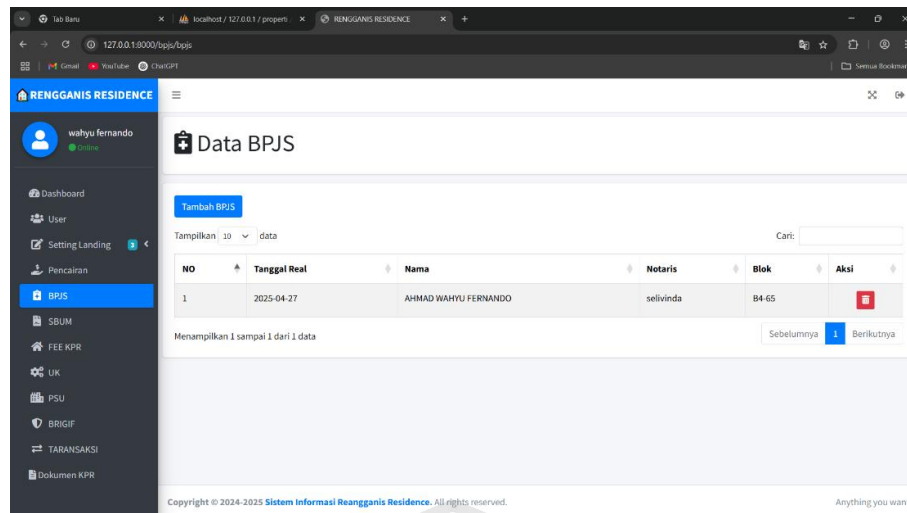 Tab Baru
localhost / 127.0.0.1 / properti
RENGGANIS RESIDENCE
127.0.0.1:8000/bpjs/bpjs
Gmail YouTube ChatGPT
Semua Bookmar
RENGGANIS RESIDENCE
wahyu fernando
Online
Data BPJS
Dashboard
User
Setting Landing 3
Pencairan
BPJS
SBUM
FEE KPR
UK
PSU
BRIGIF
TARANSAKSI
Dokumen KPR
Tambah BPJS
Tampilkan 10 data
Cari:
NO Tanggal Real Nama Notaris Blok Aksi
1 2025-04-27 AHMAD WAHYU FERNANDO selivinda B4-65
Menampilkan 1 sampai 1 dari 1 data
Sebelumnya 1 Berikutnya
Copyright © 2024-2025 Sistem Informasi Reangganis Residence. All rights reserved.
Anything you wan